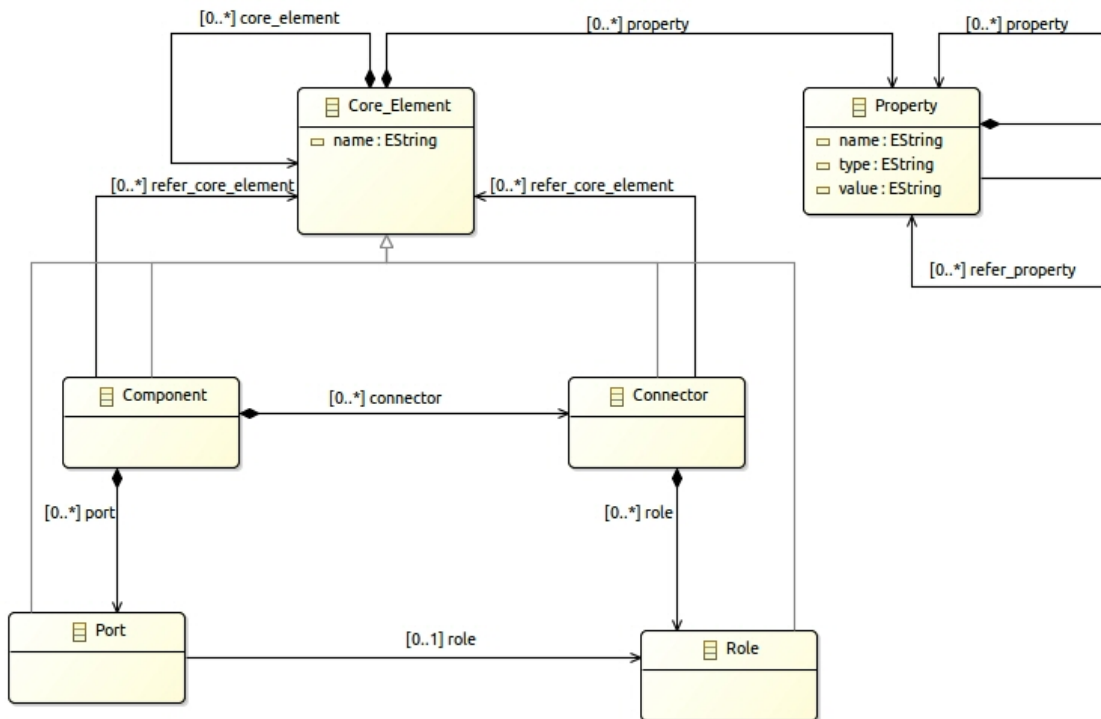 [0..*] core_element
[0..*] property
[0..*] property
Core_Element
name : EString
Property
name : EString
type : EString
value : EString
[0..*] refer_core_element
[0..*] refer_core_element
[0..*] refer_property
Component
[0..*] connector
Connector
[0..*] port
[0..*] role
Port
[0..1] role
Role